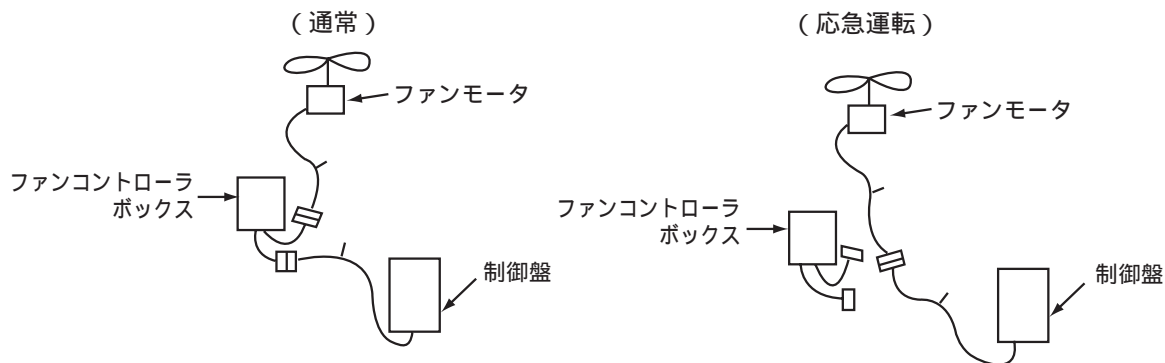 (通常)
ファンモータ
ファンコントローラ
ボックス
制御盤
(応急運転)
ファンモータ
ファンコントローラ
ボックス
制御盤